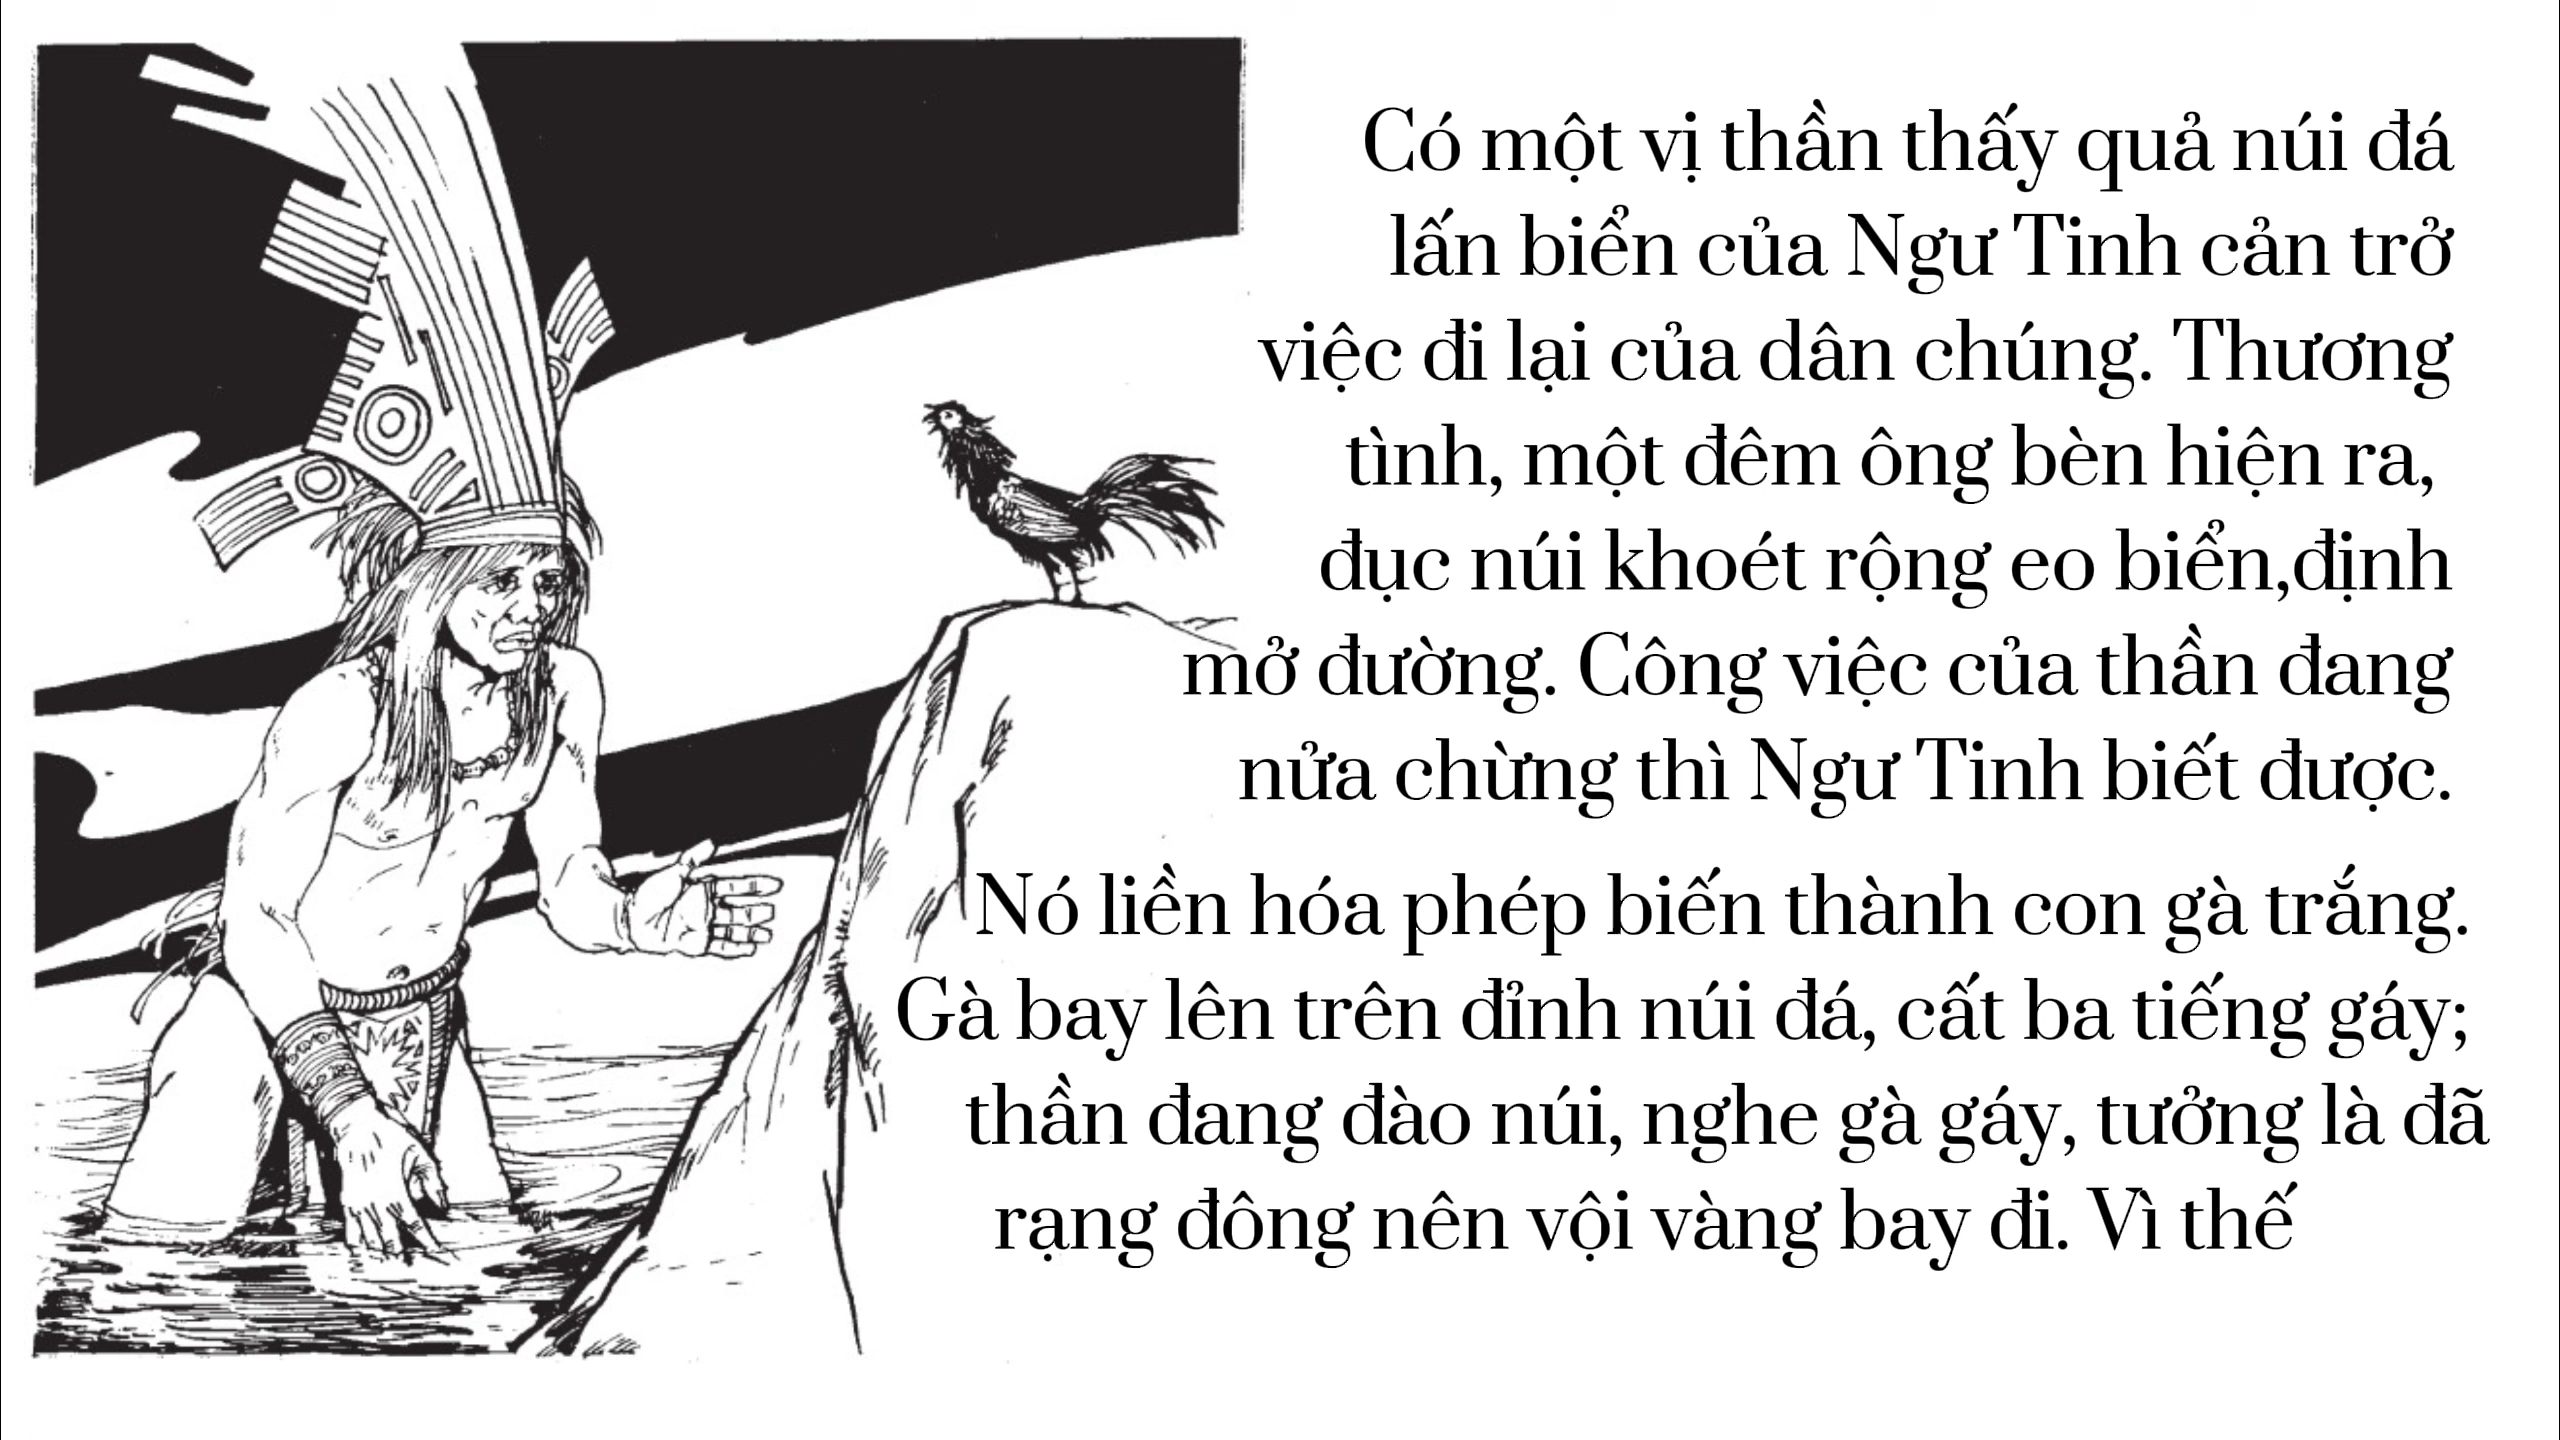 Có một vị thần thấy quả núi đá
lấn biển của Ngư Tinh cản trở
việc đi lại của dân chúng. Thương
tình, một đêm ông bèn hiện ra,
đục núi khoét rộng eo biển,định
mở đường. Công việc của thần đang
nửa chừng thì Ngư Tinh biết được.
Nó liền hóa phép biến thành con gà trắng.
Gà bay lên trên đỉnh núi đá, cất ba tiếng gáy;
thần đang đào núi, nghe gà gáy, tưởng là đã
rạng đông nên vội vàng bay đi. Vì thế